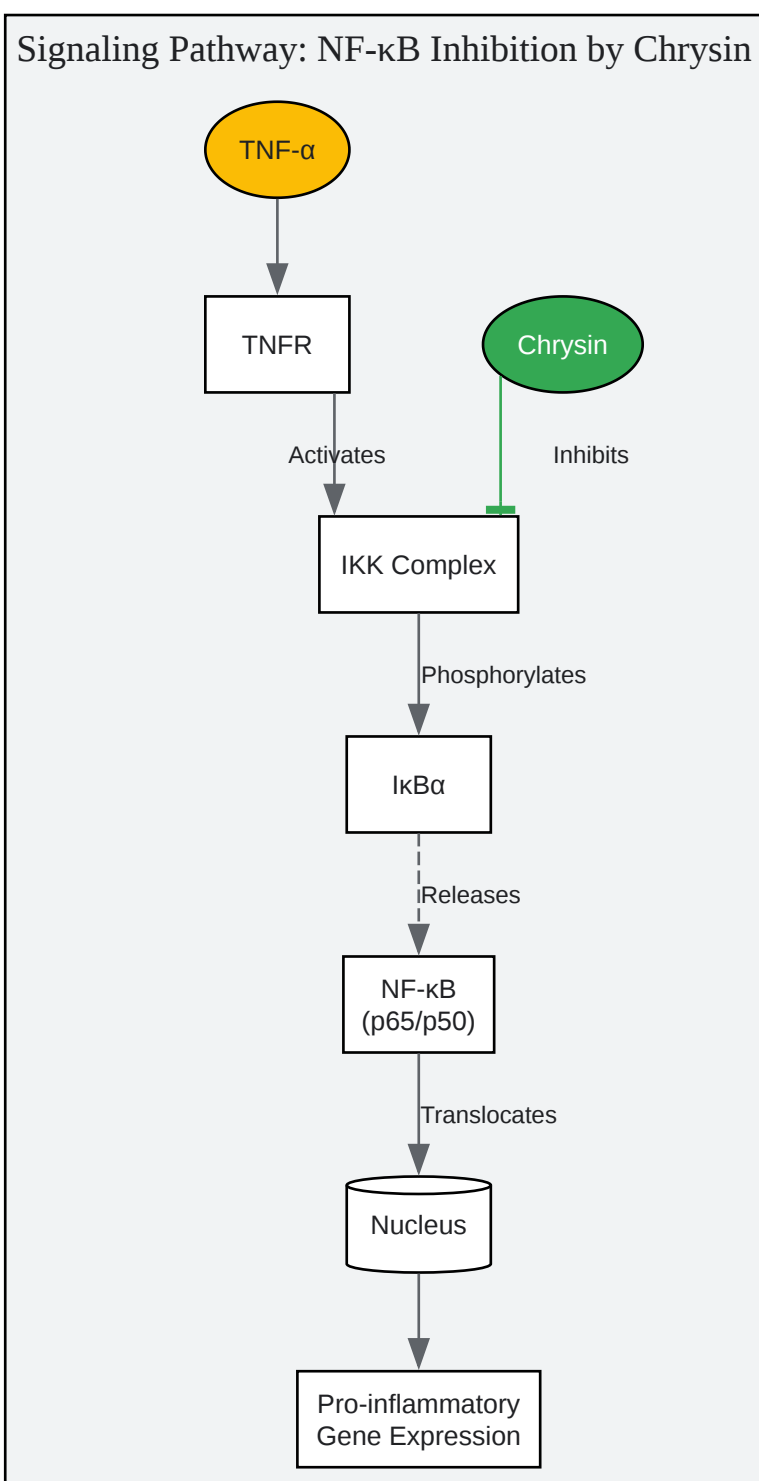 Signaling Pathway: NF-κB Inhibition by Chrysin
TNF-α
TNFR
Chrysin
Activates
Inhibits
IKK Complex
Phosphorylates
IκBα
Releases
NF-κB
(p65/p50)
Translocates
Nucleus
Pro-inflammatory
Gene Expression